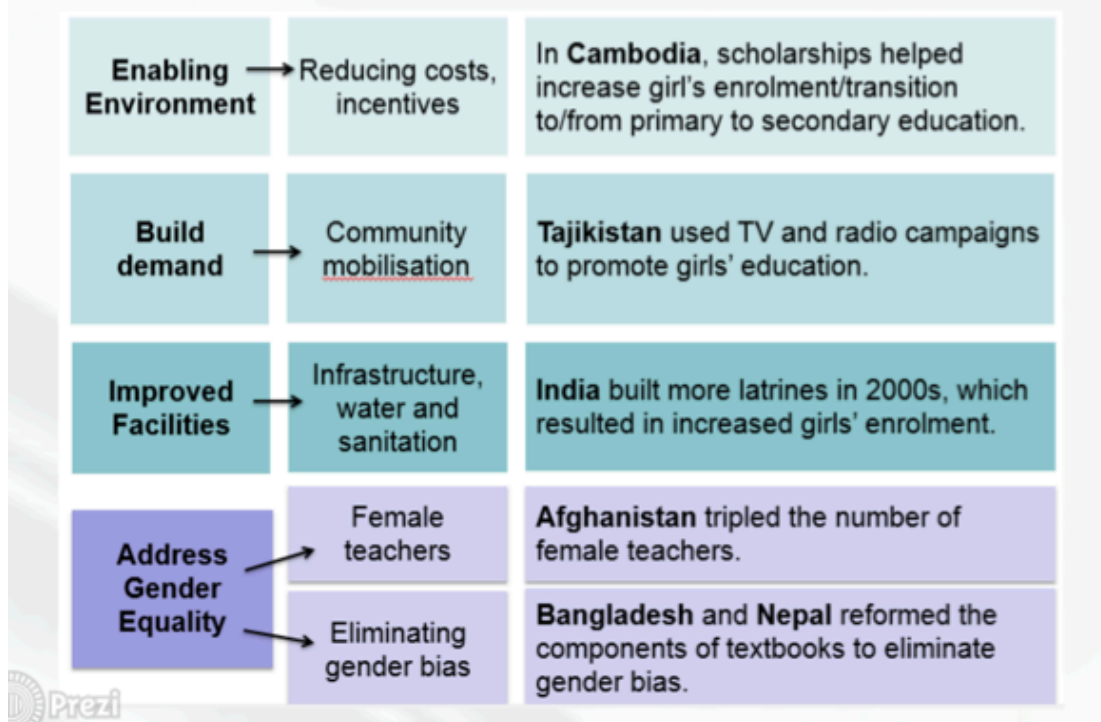 Enabling
Environment
Reducing costs,
incentives
In Cambodia, scholarships helped
increase girl's enrolment/transition
to/from primary to secondary education.
Build
demand
Community
mobilisation
Tajikistan used TV and radio campaigns
to promote girls' education.
Improved
Facilities
Infrastructure,
water and
sanitation
India built more latrines in 2000s, which
resulted in increased girls' enrolment.
Address
Gender
Equality
Female
teachers
Afghanistan tripled the number of
female teachers.
Eliminating
gender bias
Bangladesh and Nepal reformed the
components of textbooks to eliminate
gender bias.
Prezi